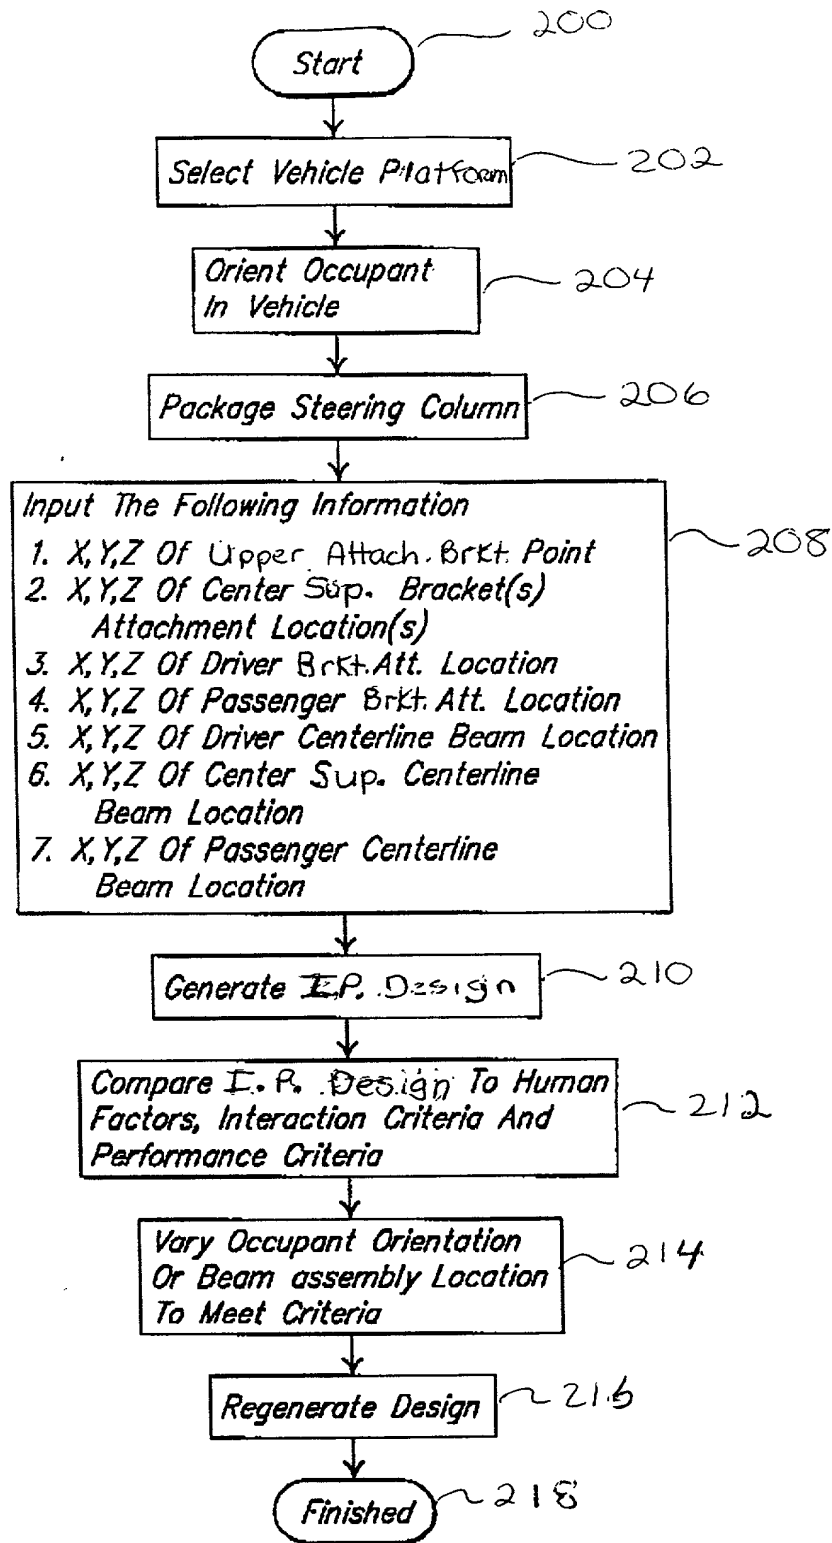 200
Start
Select Vehicle Platform
202
Orient Occupant
In Vehicle
204
Package Steering Column
206
Input The Following Information
1. X,Y,Z Of Upper Attach. Brkt. Point
2. X,Y,Z Of Center Sup. Bracket(s)
Attachment Location(s)
3. X,Y,Z Of Driver Brkt. Att. Location
4. X,Y,Z Of Passenger Brkt. Att. Location
5. X,Y,Z Of Driver Centerline Beam Location
6. X,Y,Z Of Center Sup. Centerline
Beam Location
7. X,Y,Z Of Passenger Centerline
Beam Location
208
Generate I.P. Design
210
Compare I.P. Design To Human
Factors, Interaction Criteria And
Performance Criteria
212
Vary Occupant Orientation
Or Beam assembly Location
To Meet Criteria
214
Regenerate Design
216
Finished
218